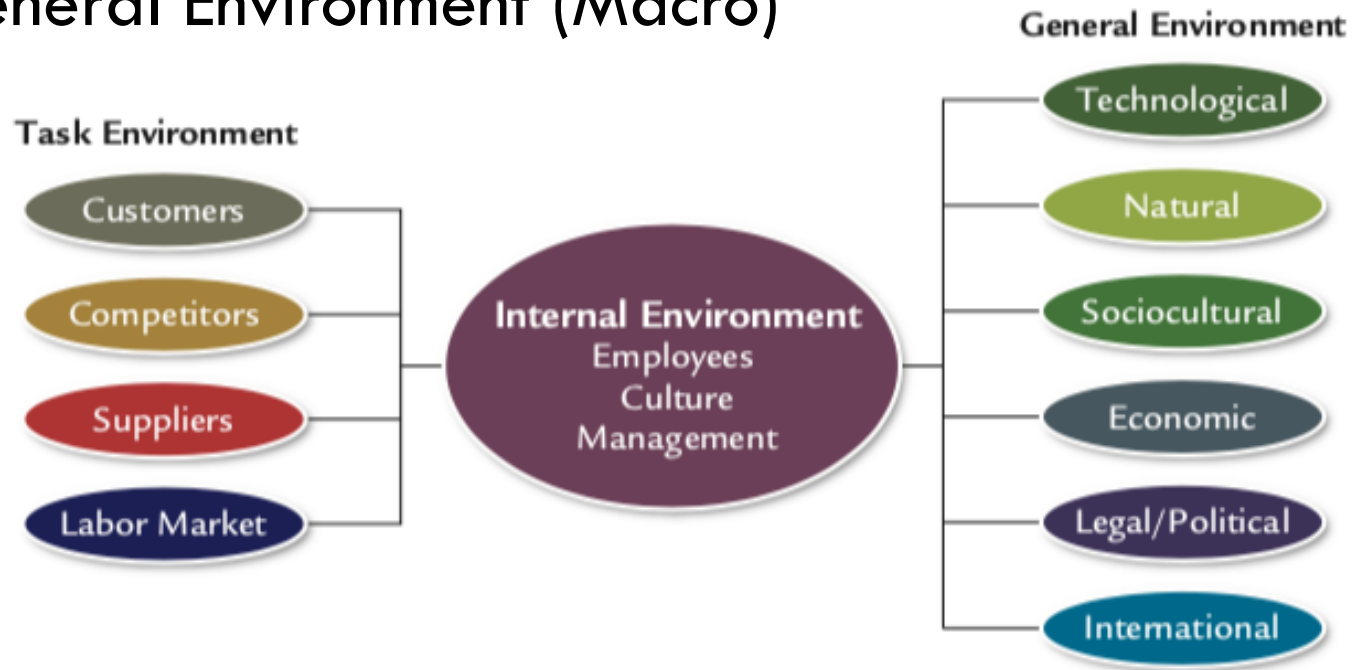 eneral Environment (Macro)
General Environment
Task Environment
Customers
Competitors
Suppliers
Labor Market
Internal Environment
Employees
Culture
Management
Technological
Natural
Sociocultural
Economic
Legal/Political
International